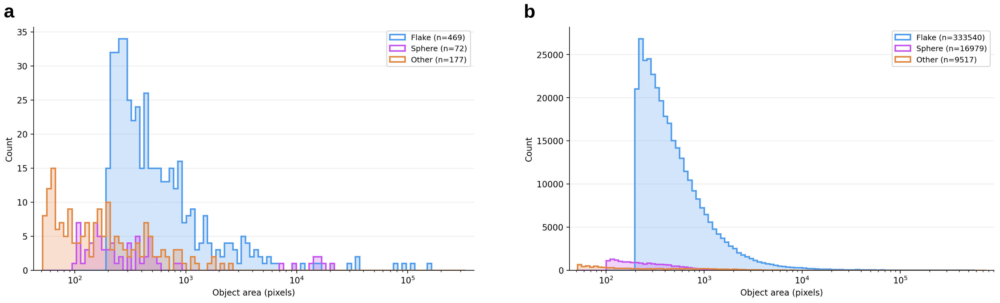 a
35
30
25
20
15
10
5
0
Count
10²
10³
10⁴
10⁵
Object area (pixels)
Flake (n=469)
Sphere (n=72)
Other (n=177)
b
25000
20000
15000
10000
5000
0
Count
10²
10³
10⁴
10⁵
Object area (pixels)
Flake (n=333540)
Sphere (n=16979)
Other (n=9517)